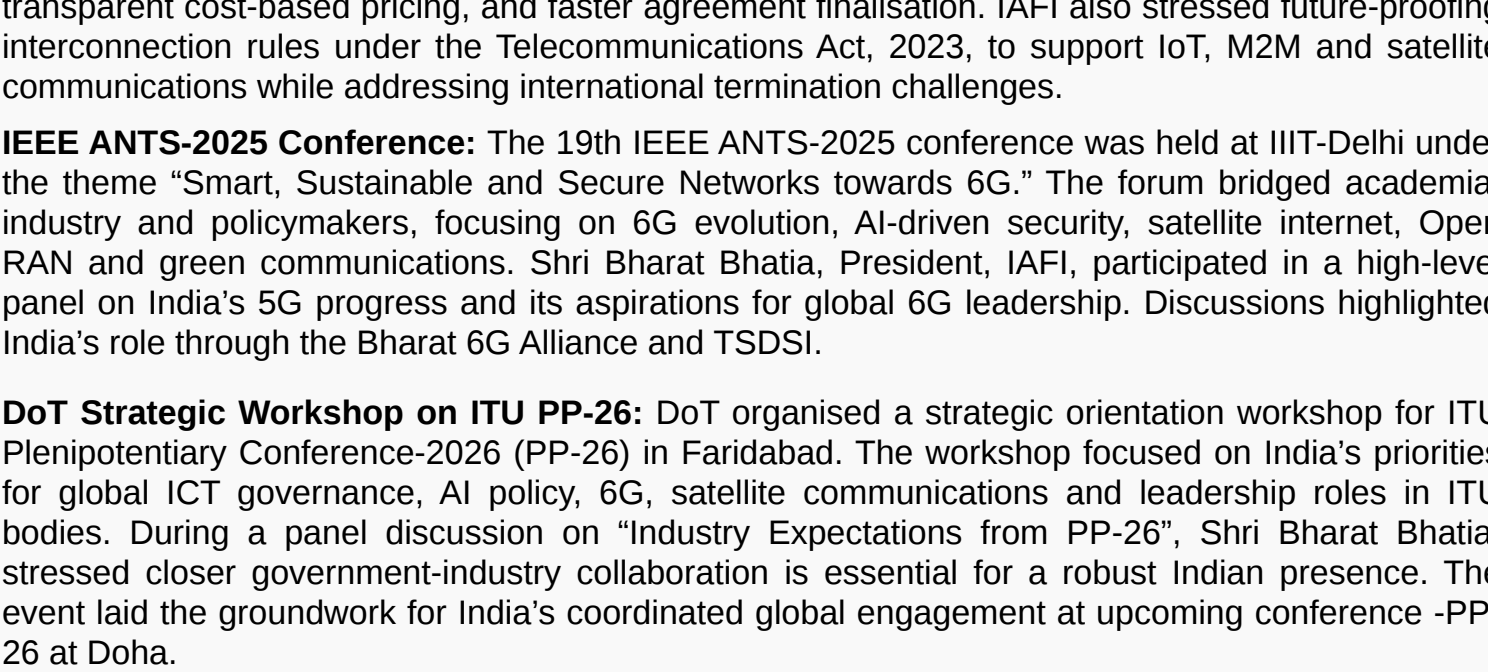 transparent cost-based pricing, and faster agreement finalisation. IAFI also stressed future-proofing
interconnection rules under the Telecommunications Act, 2023, to support IoT, M2M and satellite
communications while addressing international termination challenges.
IEEE ANTS-2025 Conference: The 19th IEEE ANTS-2025 conference was held at IIIT-Delhi under
the theme “Smart, Sustainable and Secure Networks towards 6G.” The forum bridged academia
industry and policymakers, focusing on 6G evolution, AI-driven security, satellite internet, Open
RAN and green communications. Shri Bharat Bhatia, President, IAFI, participated in a high-level
panel on India’s 5G progress and its aspirations for global 6G leadership. Discussions highlighted
India’s role through the Bharat 6G Alliance and TSDSI.
DoT Strategic Workshop on ITU PP-26: DoT organised a strategic orientation workshop for ITU
Plenipotentiary Conference-2026 (PP-26) in Faridabad. The workshop focused on India’s priorities
for global ICT governance, AI policy, 6G, satellite communications and leadership roles in ITU
bodies. During a panel discussion on “Industry Expectations from PP-26”, Shri Bharat Bhatia
stressed closer government-industry collaboration is essential for a robust Indian presence. The
event laid the groundwork for India’s coordinated global engagement at upcoming conference -PP
26 at Doha.